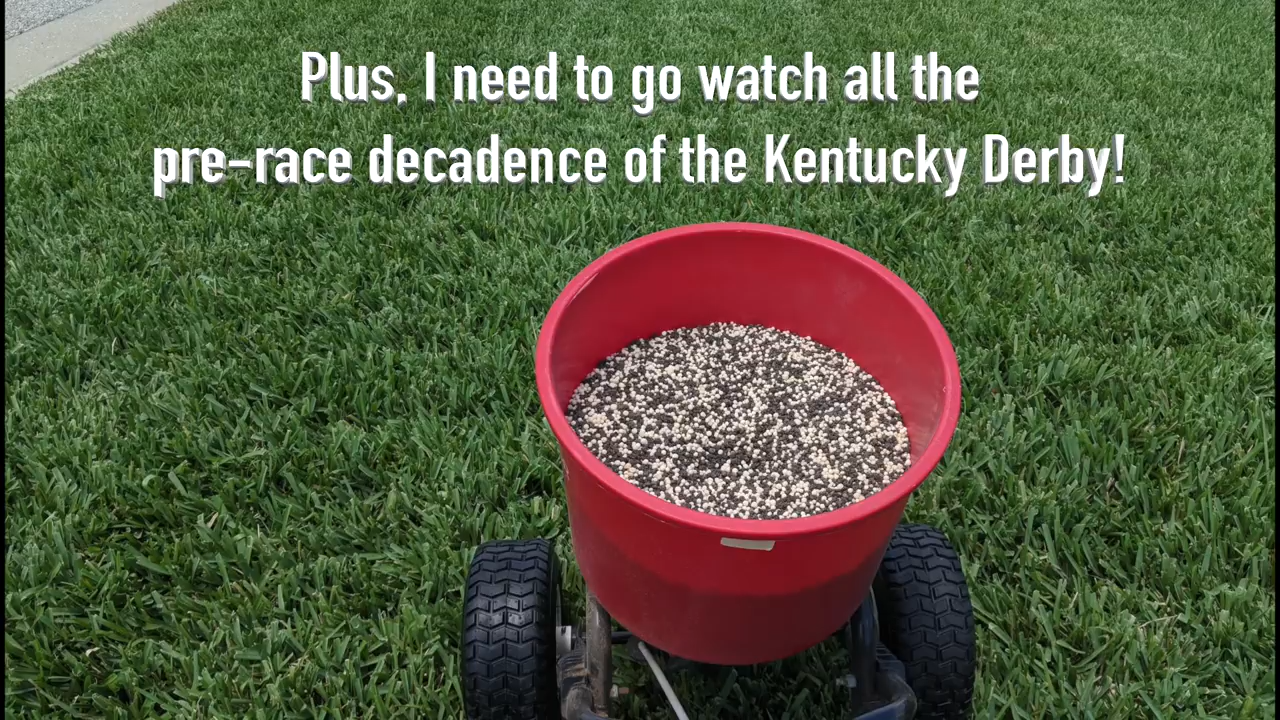 Plus, I need to go watch all the
pre-race decadence of the Kentucky Derby!